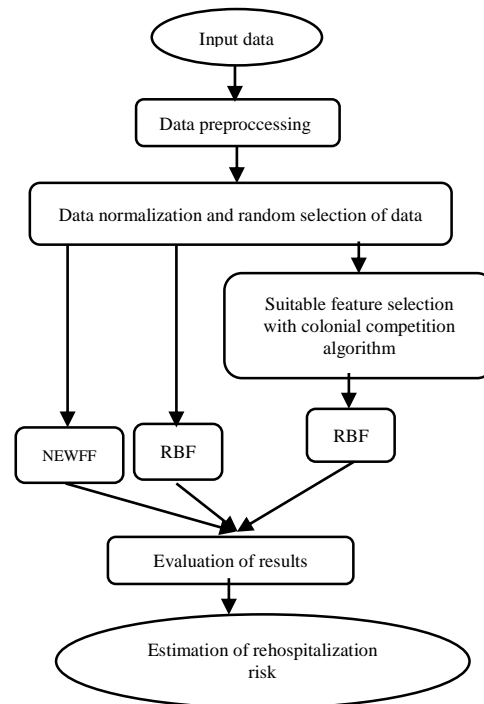 Input data
Data preproccessing
Data normalization and random selection of data
Suitable feature selection
with colonial competition
algorithm
NEWFF
RBF
RBF
Evaluation of results
Estimation of rehospitalization
risk